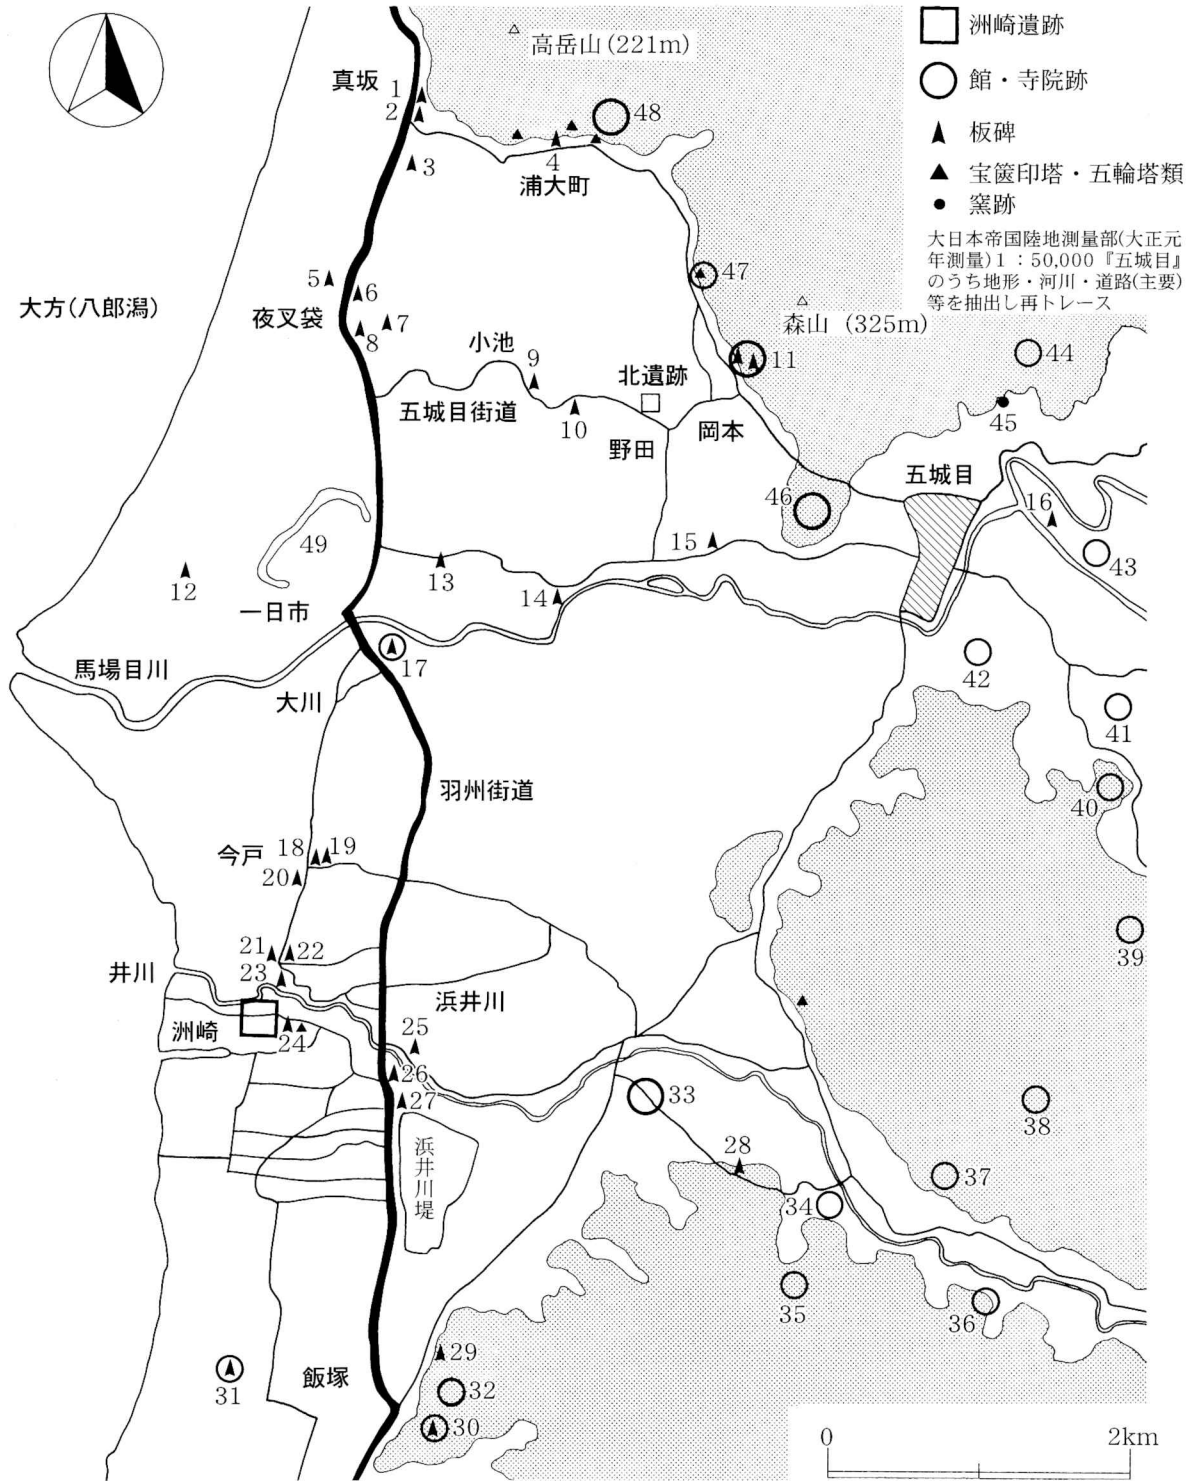 洲崎遺跡
館・寺院跡
板碑
宝篋印塔・五輪塔類
窯跡
大日本帝国陸地測量部(大正元
年測量)1:50,000『五城目』
のうち地形・河川・道路(主要)
等を抽出し再トレース
高岳山(221m)
真坂
1
2
48
3
4
浦大町
5
大方(八郎潟)
6
夜叉袋
7
8
47
森山 (325m)
小池
9
北遺跡
11
44
五城目街道
10
野田
岡本
45
五城目
46
16
49
15
43
12
13
14
一日市
馬場目川
17
42
大川
41
羽州街道
40
今戸
18
19
20
39
21
22
井川
23
浜井川
洲崎
24
25
26
27
33
38
浜井川堤
28
37
34
35
36
29
31
飯塚
32
30
0
2km